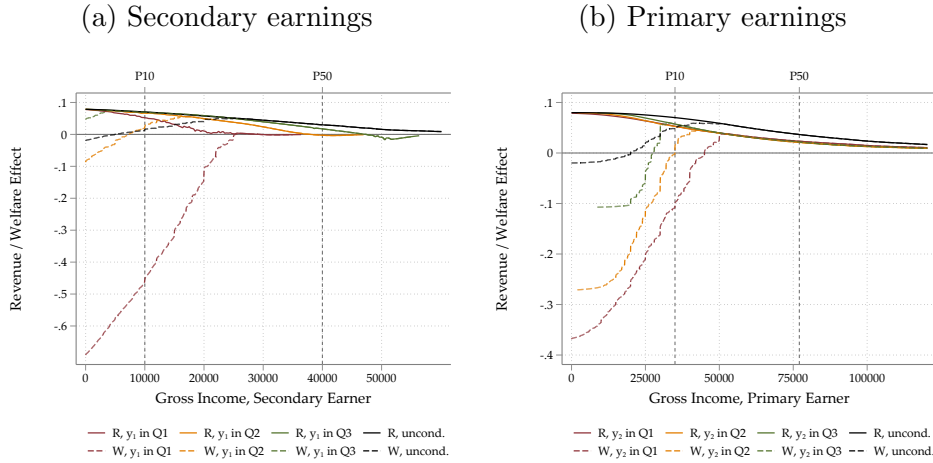 (a) Secondary earnings
P10 P50
.1
0
-.1
-.2
-.3
-.4
-.5
-.6
Revenue / Welfare Effect
0 10000 20000 30000 40000 50000
Gross Income, Secondary Earner
R, y₁ in Q1 R, y₁ in Q2 R, y₁ in Q3 R, uncond.
W, y₁ in Q1 W, y₁ in Q2 W, y₁ in Q3 W, uncond.
(b) Primary earnings
P10 P50
.1
0
-.1
-.2
-.3
-.4
Revenue / Welfare Effect
0 25000 50000 75000 100000
Gross Income, Primary Earner
R, y₂ in Q1 R, y₂ in Q2 R, y₂ in Q3 R, uncond.
W, y₂ in Q1 W, y₂ in Q2 W, y₂ in Q3 W, uncond.